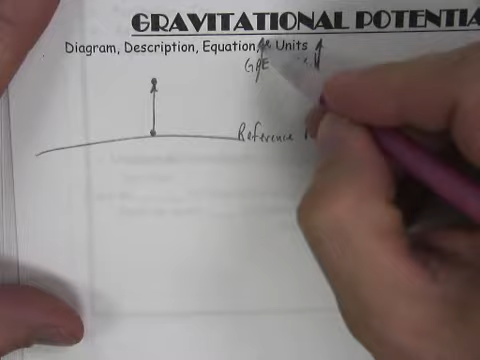 GRAVITATIONAL POTENTIA
Diagram, Description, Equation, & Units
GPE
Reference